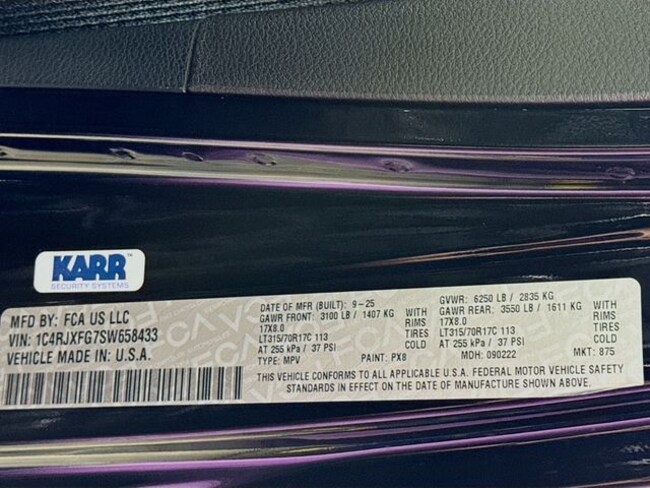 KARR™
SECURITY SYSTEMS
MFD BY: FCA US LLC
VIN: 1C4RJXFG7SW658433
VEHICLE MADE IN U.S.A.
DATE OF MFR (BUILT): 9-25
GAWR FRONT: 3100 LB / 1407 KG WITH
17X8.0 RIMS
LT315/70R17C 113 TIRES
AT 255 kPa / 37 PSI COLD
TYPE: MPV PAINT: PX8
GVWR: 6250 LB / 2835 KG
GAWR REAR: 3550 LB / 1611 KG WITH
17X8.0 RIMS
LT315/70R17C 113 TIRES
AT 255 kPa / 37 PSI COLD
MDH: 090222 MKT: 875
THIS VEHICLE CONFORMS TO ALL APPLICABLE U.S.A. FEDERAL MOTOR VEHICLE SAFETY
STANDARDS IN EFFECT ON THE DATE OF MANUFACTURE SHOWN ABOVE.